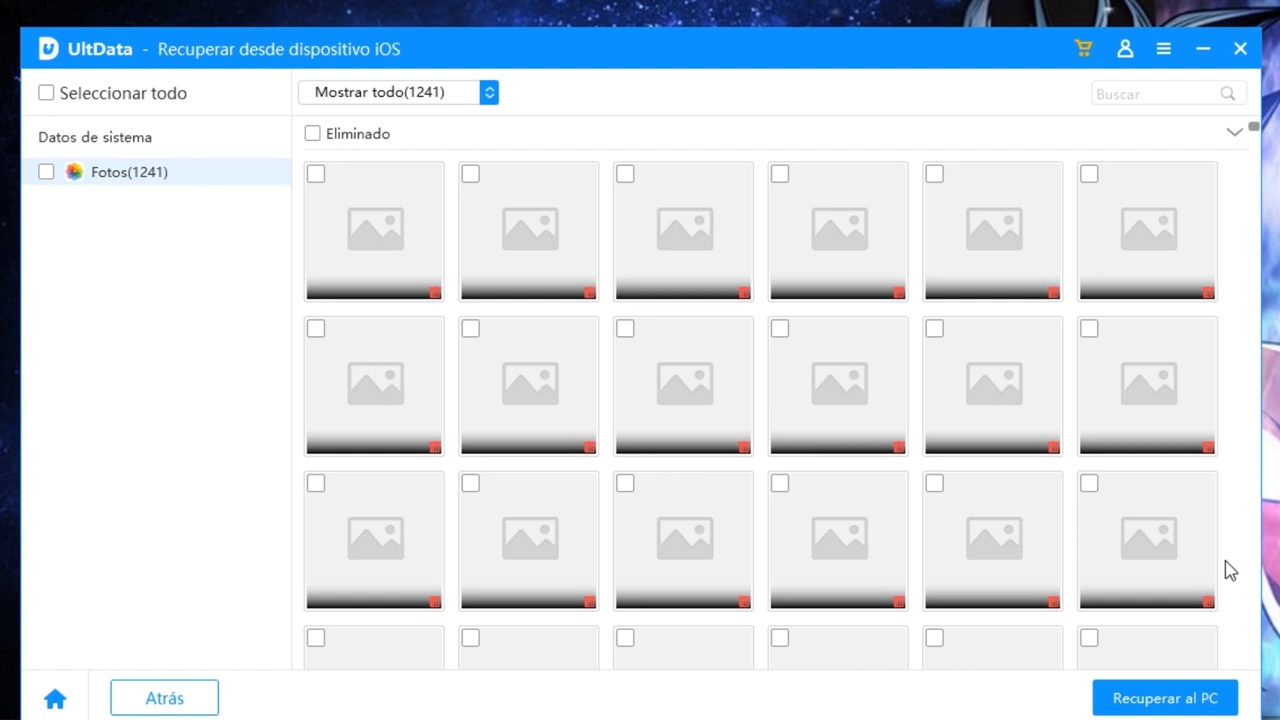 UltData - Recuperar desde dispositivo iOS
Seleccionar todo
Mostrar todo(1241)
Buscar
Datos de sistema
Eliminado
Fotos(1241)
Atrás
Recuperar al PC